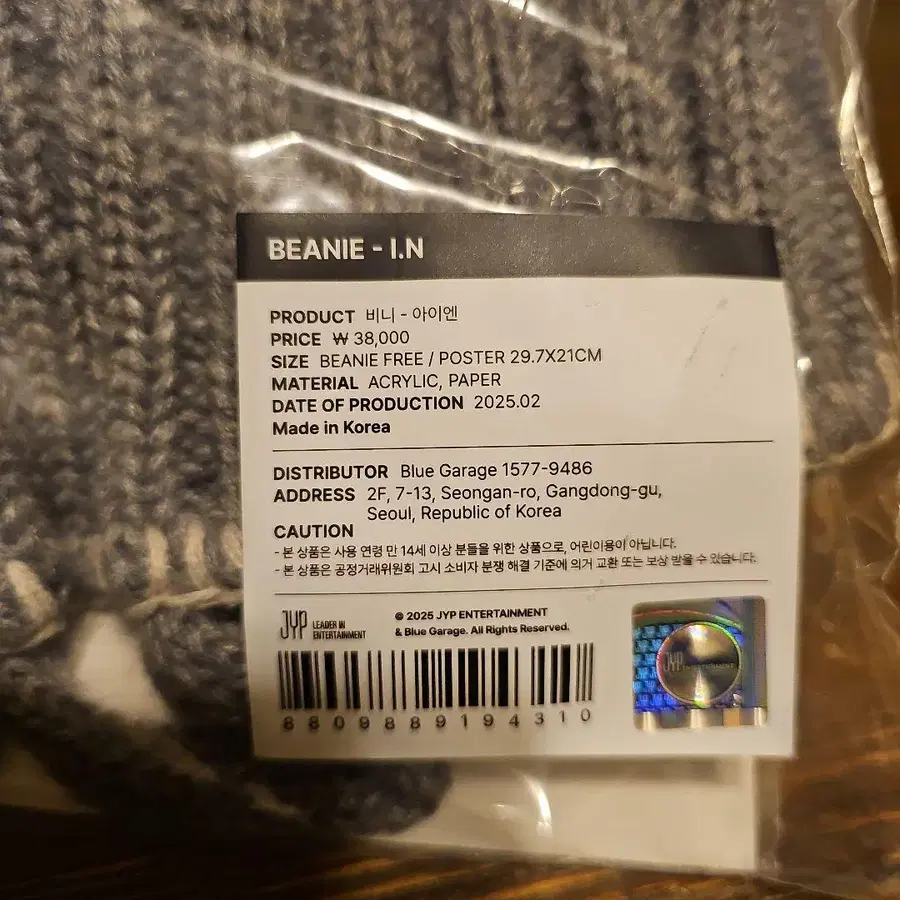 BEANIE - I.N
PRODUCT 비니 - 아이엔
PRICE ₩ 38,000
SIZE BEANIE FREE / POSTER 29.7X21CM
MATERIAL ACRYLIC, PAPER
DATE OF PRODUCTION 2025.02
Made in Korea
DISTRIBUTOR Blue Garage 1577-9486
ADDRESS 2F, 7-13, Seongan-ro, Gangdong-gu,
Seoul, Republic of Korea
CAUTION
- 본 상품은 사용 연령 만 14세 이상 분들을 위한 상품으로, 어린이용이 아닙니다.
- 본 상품은 공정거래위원회 고시 소비자 분쟁 해결 기준에 의거 교환 또는 보상 받을 수 있습니다.
JYP LEADER IN
ENTERTAINMENT
© 2025 JYP ENTERTAINMENT
& Blue Garage. All Rights Reserved.
8809889194310
JYP ENTERTAINMENT